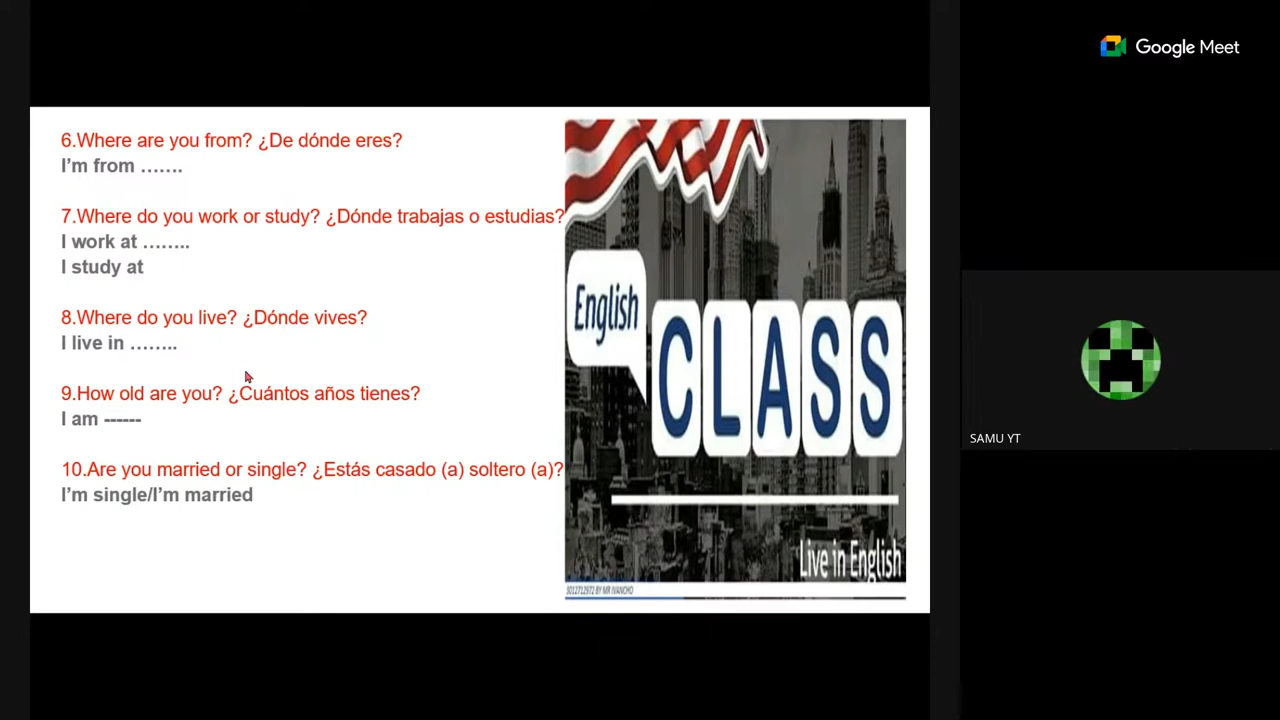 Google Meet
6.Where are you from? ¿De dónde eres?
I’m from …….
7.Where do you work or study? ¿Dónde trabajas o estudias?
I work at ……..
I study at
8.Where do you live? ¿Dónde vives?
I live in ……..
9.How old are you? ¿Cuántos años tienes?
I am ------
10.Are you married or single? ¿Estás casado (a) soltero (a)?
I’m single/I’m married
English
CLASS
Live in English
BY MR IVANCHO
SAMU YT